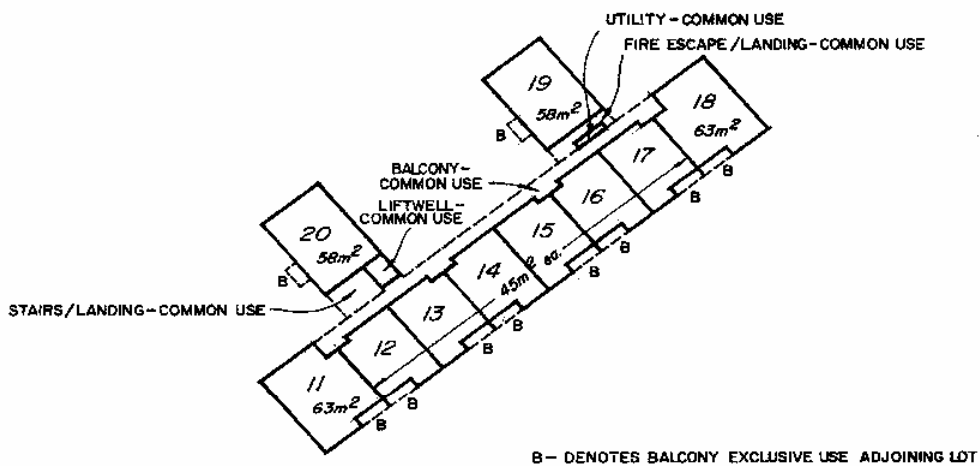 UTILITY-COMMON USE
FIRE ESCAPE/LANDING-COMMON USE
19
58m²
B
18
63m²
17
B
B
BALCONY-
COMMON USE
16
LIFTWELL-
COMMON USE
15
B
B
20
58m²
B
14
45m² ea.
STAIRS/LANDING-COMMON USE
13
B
B
12
11
63m²
B
B
B- DENOTES BALCONY EXCLUSIVE USE ADJOINING LOT